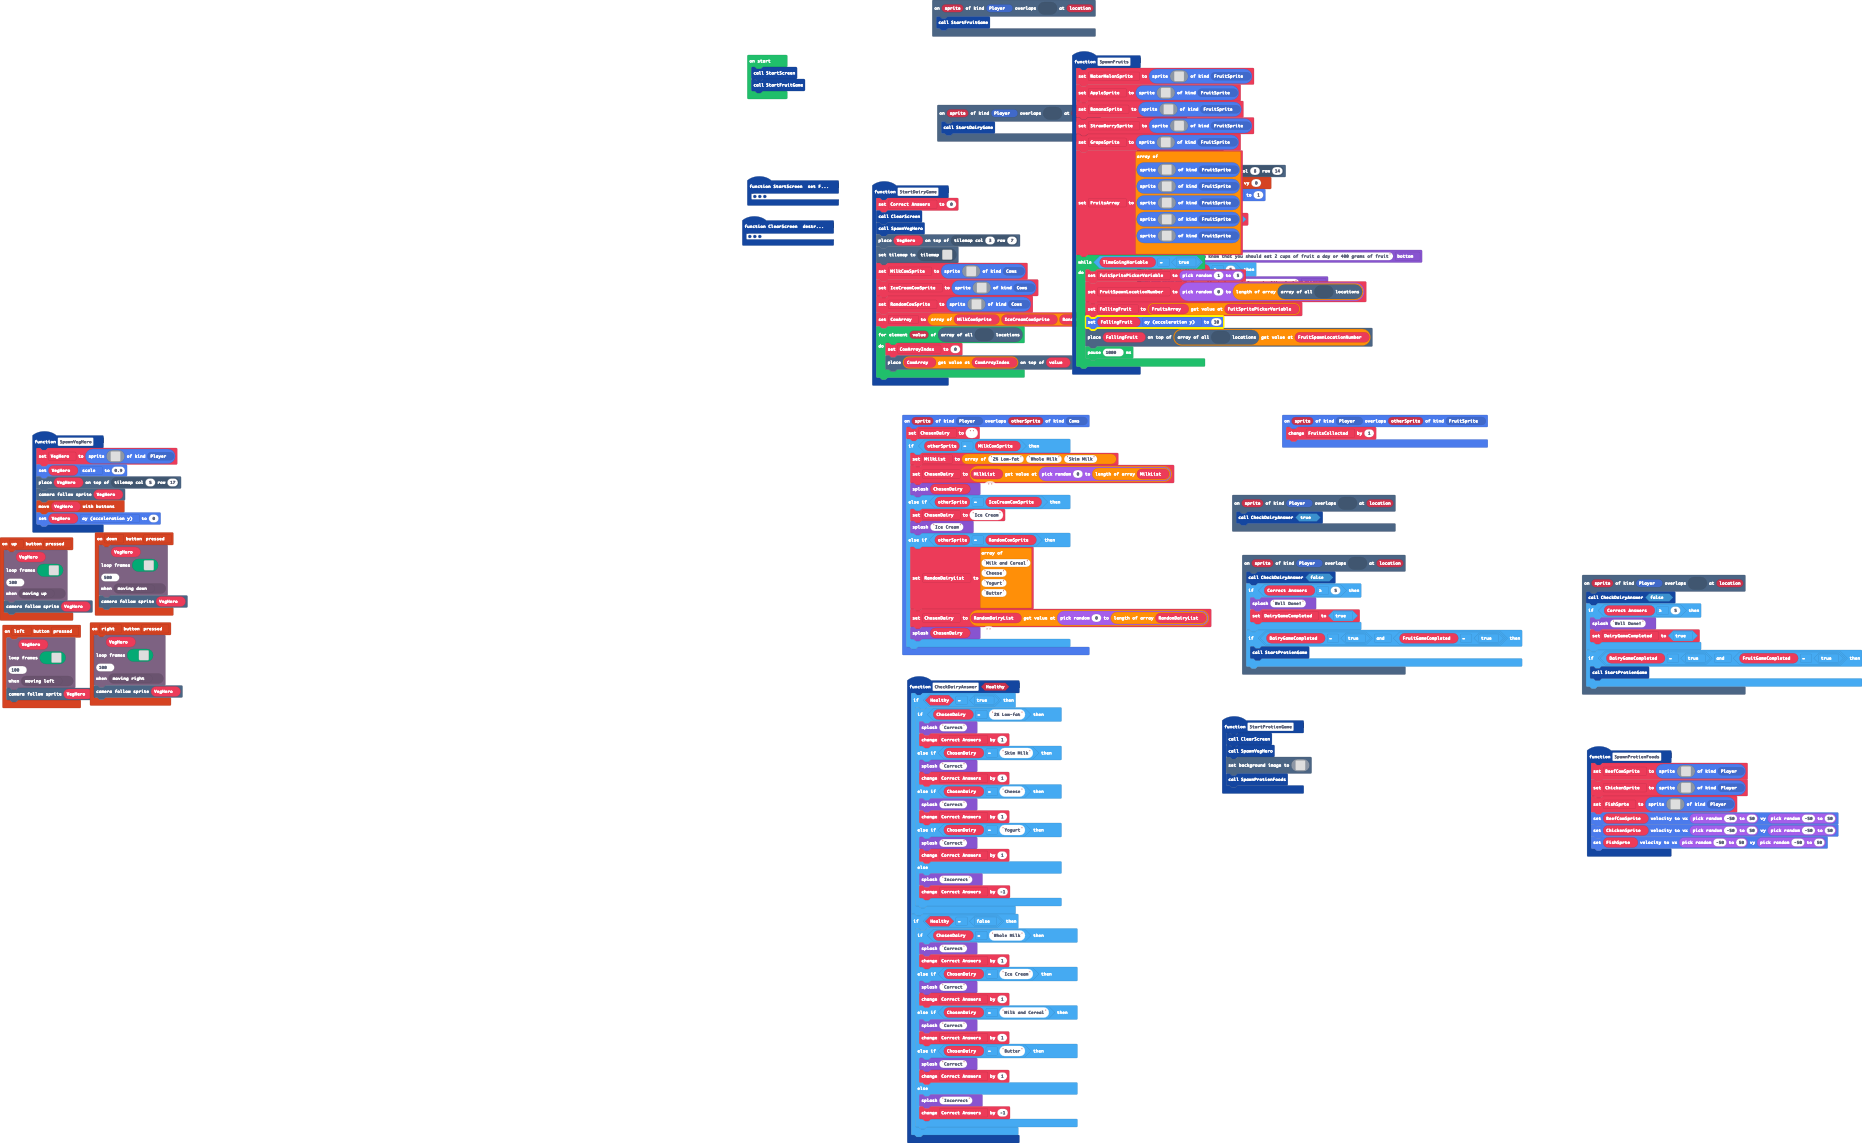 on sprite of kind Player overlaps at location
call StartFruitGame
on start
call StartScreen
call StartFruitGame
function SpawnFruits
set WaterMelonSprite to sprite of kind FruitSprite
set AppleSprite to sprite of kind FruitSprite
set BananaSprite to sprite of kind FruitSprite
set StrawBerrySprite to sprite of kind FruitSprite
set GrapeSprite to sprite of kind FruitSprite
set FruitsArray to array of
sprite of kind FruitSprite
sprite of kind FruitSprite
sprite of kind FruitSprite
sprite of kind FruitSprite
sprite of kind FruitSprite
while TimeGoingVariable = true
do set FuitSpritePickerVariable to pick random 1 to 5
set FruitSpawnLocationNumber to pick random 0 to length of array array of all locations
set FallingFruit to FruitsArray get value at FuitSpritePickerVariable
set FallingFruit ay (acceleration y) to 30
place FallingFruit on top of array of all locations get value at FruitSpawnLocationNumber
pause 1000 ms
row 14
vy 0
to 1
know that you should eat 2 cups of fruit a day or 400 grams of fruit bottom
then
on sprite of kind Player overlaps at
call StartDairyGame
function StartScreen set f...
function ClearScreen destr...
function StartDairyGame
set Correct Answers to 0
call ClearScreen
call SpawnVegHero
place VegHero on top of tilemap col 3 row 7
set tilemap to tilemap
set MilkCowSprite to sprite of kind Cows
set IceCreamCowSprite to sprite of kind Cows
set RandomCowSprite to sprite of kind Cows
set CowArray to array of MilkCowSprite IceCreamCowSprite
for element value of array of all locations
do set CowArrayIndex to 0
place CowArray get value at CowArrayIndex on top of value
function SpawnVegHero
set VegHero to sprite of kind Player
set VegHero scale to 0.9
place VegHero on top of tilemap col 5 row 17
camera follow sprite VegHero
move VegHero with buttons
set VegHero ay (acceleration y) to 0
on up button pressed
VegHero
loop frames
when moving up
camera follow sprite VegHero
on down button pressed
VegHero
loop frames
500
when moving down
camera follow sprite VegHero
on left button pressed
VegHero
loop frames
100
when moving left
camera follow sprite VegHero
on right button pressed
VegHero
loop frames
when moving right
camera follow sprite VegHero
on sprite of kind Player overlaps otherSprite of kind Cows
set ChosenDairy to
if otherSprite = MilkCowSprite then
set MilkList to array of 2% Low-fat Whole Milk Skim Milk
set ChosenDairy to MilkList get value at pick random 0 to length of array MilkList
splash ChosenDairy
else if otherSprite = IceCreamCowSprite then
set ChosenDairy to Ice Cream
splash Ice Cream
else if otherSprite = RandomCowSprite then
set RandomDairyList to array of
Milk and Cereal
Cheese
Yogurt
Butter
set ChosenDairy to RandomDairyList get value at pick random 0 to length of array RandomDairyList
splash ChosenDairy
on sprite of kind Player overlaps otherSprite of kind FruitSprite
change FruitsCollected by 1
on sprite of kind Player overlaps at location
call CheckDairyAnswer true
on sprite of kind Player overlaps at location
call CheckDairyAnswer false
if Correct Answers 5 then
splash Well Done!
set DairyGameCompleted to true
if DairyGameCompleted = true and FruitGameCompleted = true then
call StartProtionGame
on sprite of kind Player overlaps at location
call CheckDairyAnswer false
if Correct Answers 5 then
splash Well Done!
set DairyGameCompleted to true
if DairyGameCompleted = true and FruitGameCompleted = true then
call StartProtionGame
function CheckDairyAnswer Healthy
if Healthy = true then
if ChosenDairy = 2% Low-fat then
splash Correct
change Correct Answers by 1
else if ChosenDairy = Skim Milk then
splash Correct
change Correct Answers by 1
else if ChosenDairy = Cheese then
splash Correct
change Correct Answers by 1
else if ChosenDairy = Yogurt then
splash Correct
change Correct Answers by 1
else
splash Incorrect
change Correct Answers by -1
if Healthy = false then
if ChosenDairy = Whole Milk then
splash Correct
change Correct Answers by 1
else if ChosenDairy = Ice Cream then
splash Correct
change Correct Answers by 1
else if ChosenDairy = Milk and Cereal then
splash Correct
change Correct Answers by 1
else if ChosenDairy = Butter then
splash Correct
change Correct Answers by 1
else
splash Incorrect
change Correct Answers by -1
function StartProtionGame
call ClearScreen
call SpawnVegHero
set background image to
call SpawnProtionFoods
function SpawnProtionFoods
set BeefCowSprite to sprite of kind Player
set ChickenSprite to sprite of kind Player
set FishSprite to sprite of kind Player
set BeefCowSprite velocity to vx pick random -50 to 50 vy pick random -50 to 50
set ChickenSprite velocity to vx pick random -50 to 50 vy pick random -50 to 50
set FishSprite velocity to vx pick random -50 to 50 vy pick random -50 to 50